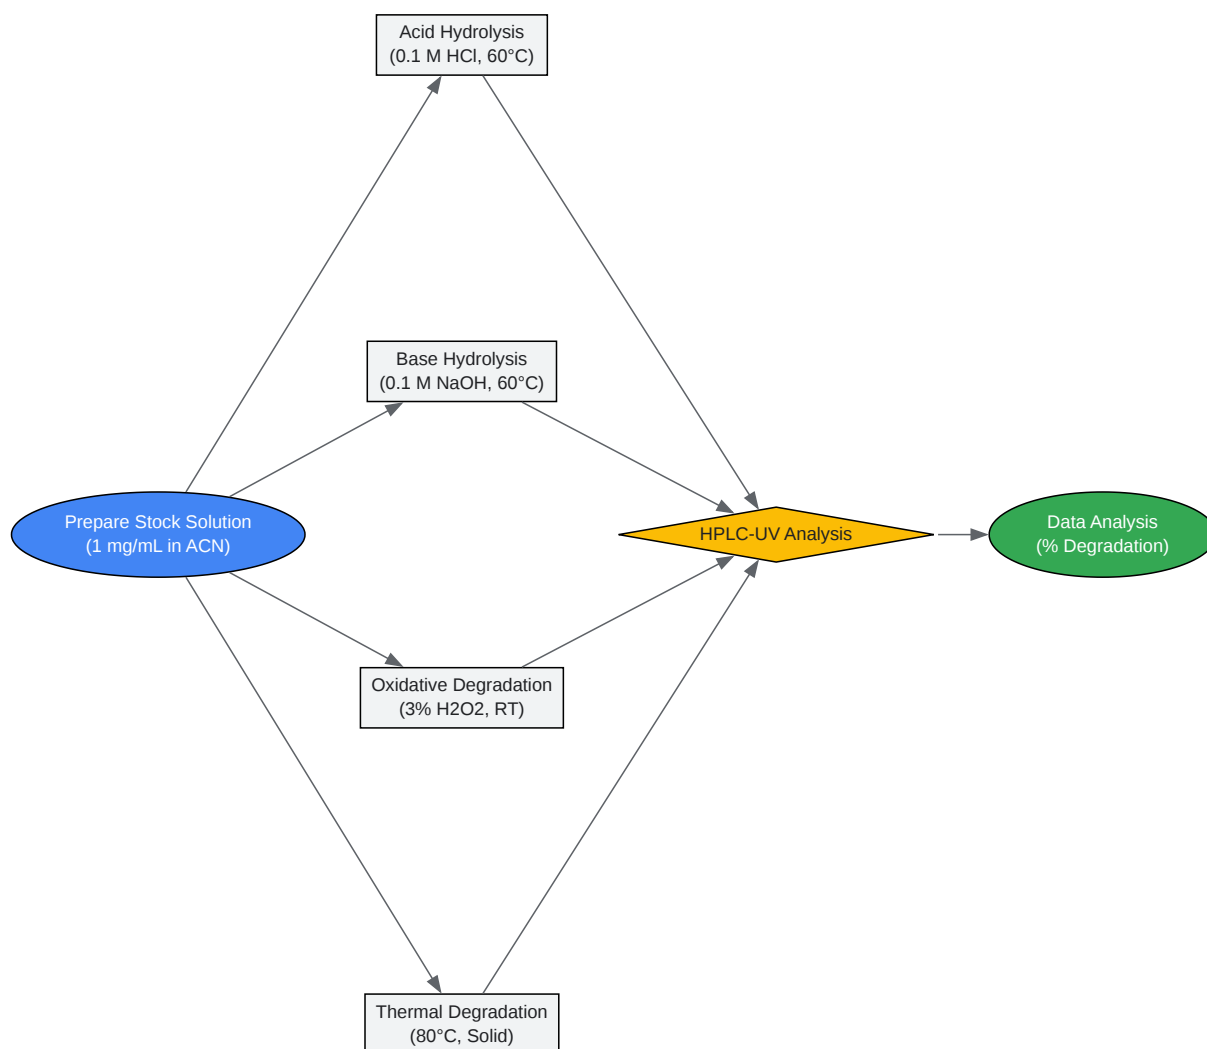 Acid Hydrolysis
(0.1 M HCl, 60°C)
Base Hydrolysis
(0.1 M NaOH, 60°C)
Prepare Stock Solution
(1 mg/mL in ACN)
HPLC-UV Analysis
Data Analysis
(% Degradation)
Oxidative Degradation
(3% H2O2, RT)
Thermal Degradation
(80°C, Solid)